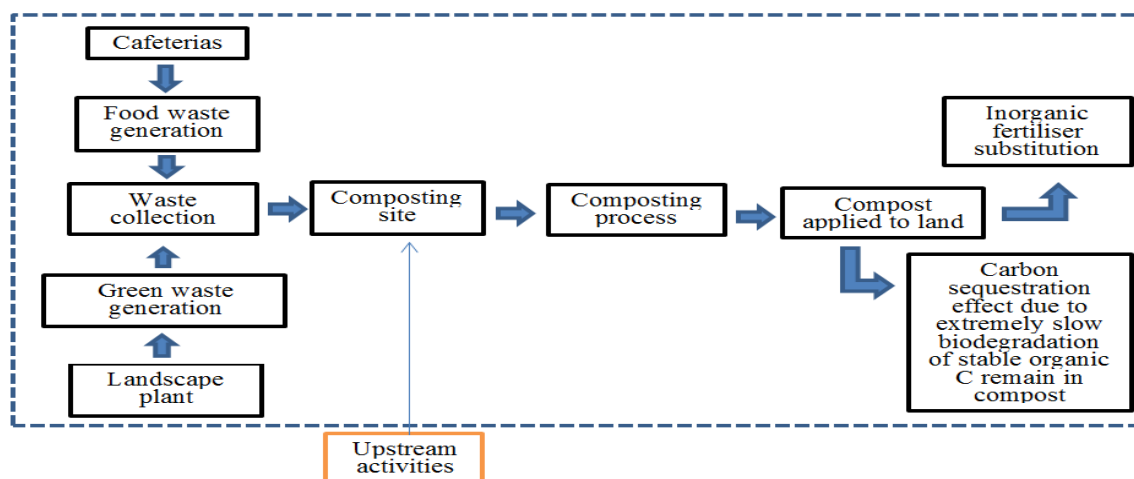 Cafeterias
Food waste
generation
Waste
collection
Green waste
generation
Landscape
plant
Composting
site
Upstream
activities
Composting
process
Compost
applied to land
Inorganic
fertiliser
substitution
Carbon
sequestration
effect due to
extremely slow
biodegradation
of stable organic
C remain in
compost